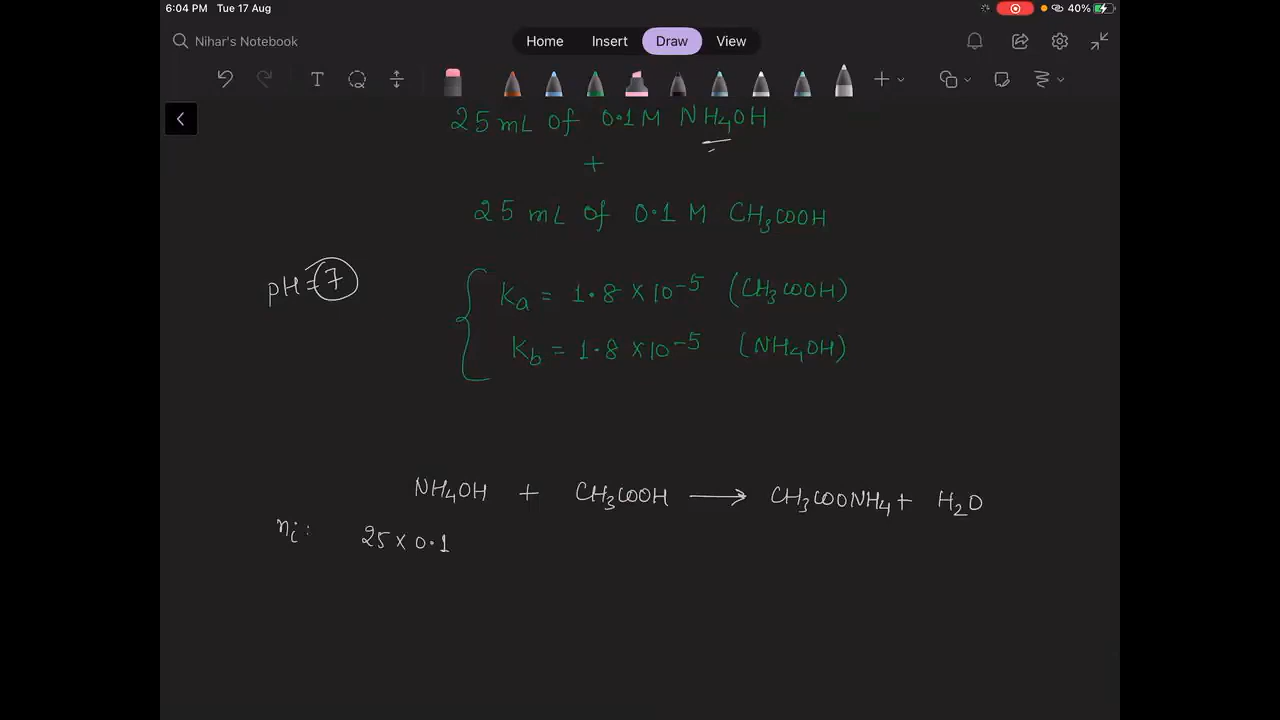 6:04 PM Tue 17 Aug
40%
Nihar's Notebook
Home Insert Draw View
25 mL of 0.1 M NH4OH
+
25 mL of 0.1 M CH3COOH
pH = 7
Ka = 1.8 × 10^-5 (CH3COOH)
Kb = 1.8 × 10^-5 (NH4OH)
NH4OH + CH3COOH → CH3COONH4 + H2O
ni: 25 × 0.1